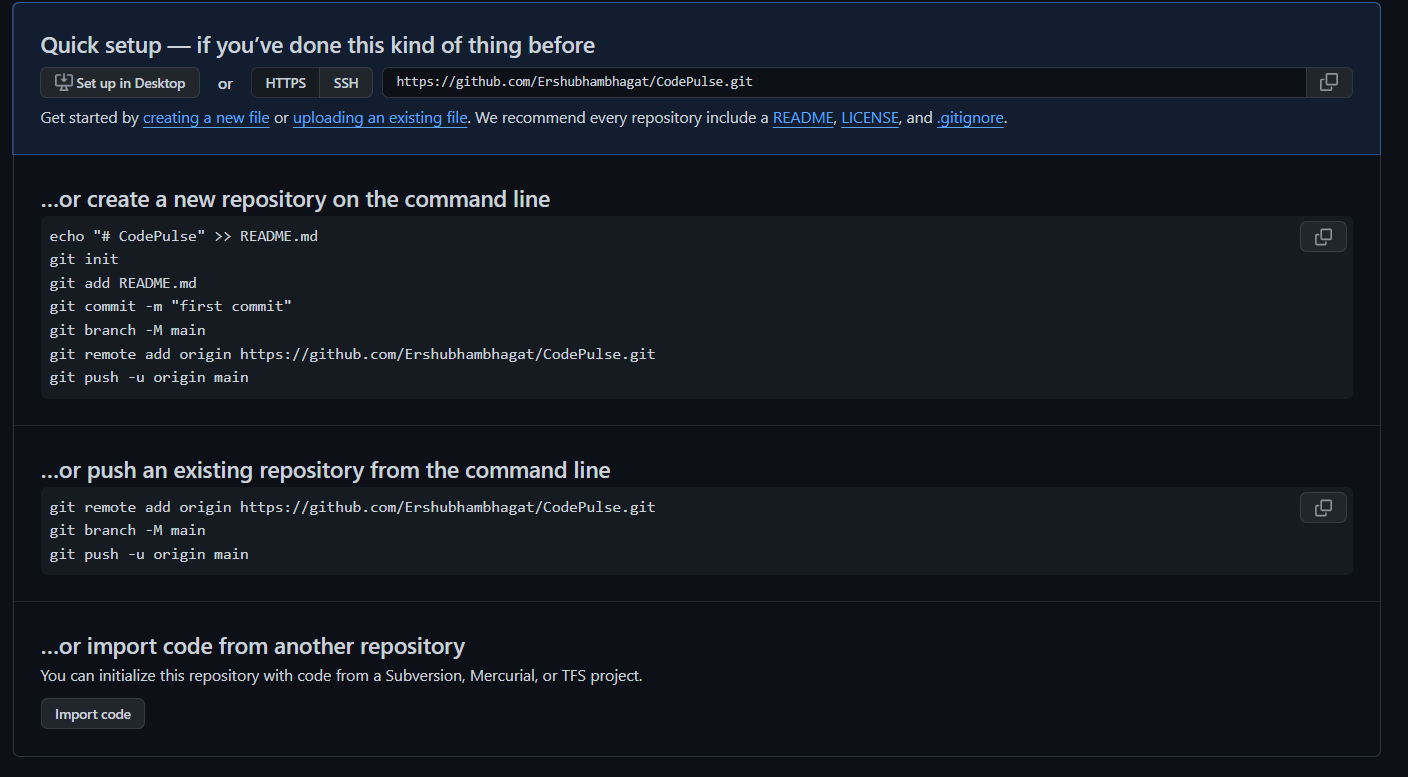 Quick setup — if you’ve done this kind of thing before
Set up in Desktop or HTTPS SSH https://github.com/Ershubhambhagat/CodePulse.git
Get started by creating a new file or uploading an existing file. We recommend every repository include a README, LICENSE, and .gitignore.
…or create a new repository on the command line
echo "# CodePulse" >> README.md
git init
git add README.md
git commit -m "first commit"
git branch -M main
git remote add origin https://github.com/Ershubhambhagat/CodePulse.git
git push -u origin main
…or push an existing repository from the command line
git remote add origin https://github.com/Ershubhambhagat/CodePulse.git
git branch -M main
git push -u origin main
…or import code from another repository
You can initialize this repository with code from a Subversion, Mercurial, or TFS project.
Import code